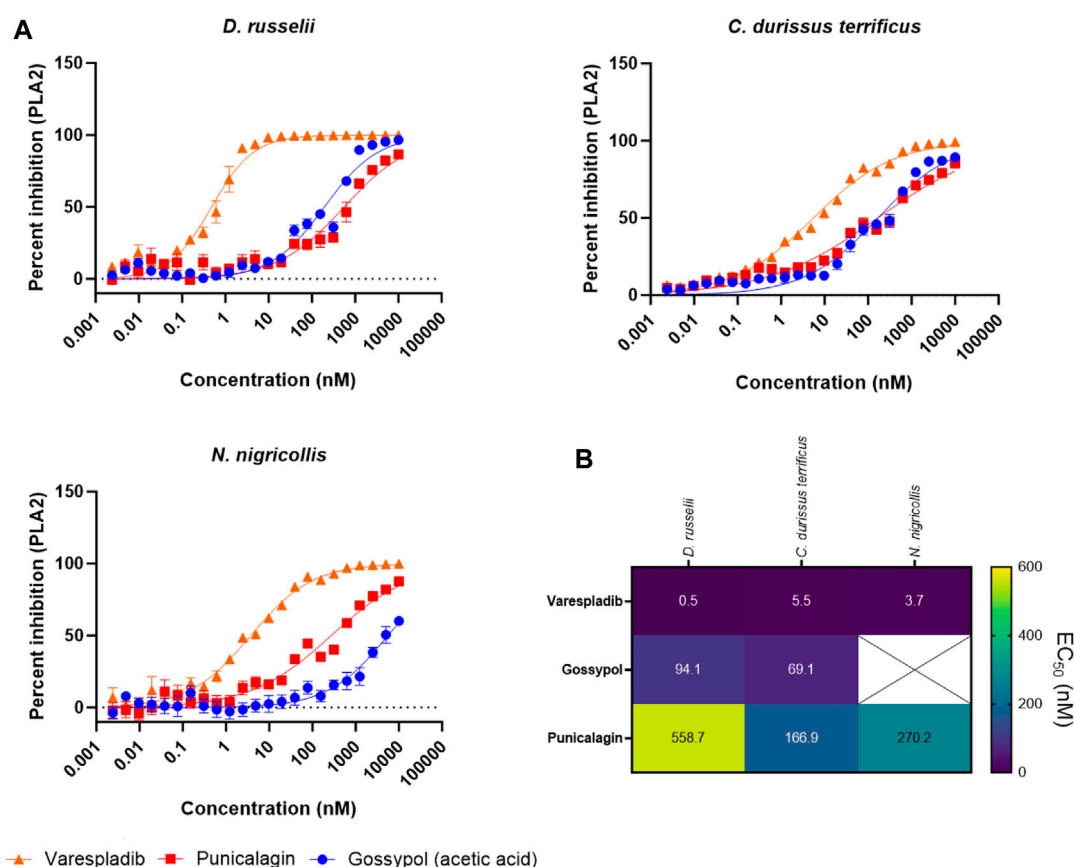 A
D. russelii
Percent inhibition (PLA2)
150
100
50
0
0.001
0.01
0.1
1
10
100
1000
10000
100000
Concentration (nM)
C. durissus terrificus
Percent inhibition (PLA2)
150
100
50
0
0.001
0.01
0.1
1
10
100
1000
10000
100000
Concentration (nM)
N. nigricollis
Percent inhibition (PLA2)
150
100
50
0
0.001
0.01
0.1
1
10
100
1000
10000
100000
Concentration (nM)
B
D. russelii
C. durissus terrificus
N. nigricollis
Varespladib 0.5 5.5 3.7
Gossypol 94.1 69.1
Punicalagin 558.7 166.9 270.2
600
400
200
0
EC50 (nM)
Varespladib Punicalagin Gossypol (acetic acid)